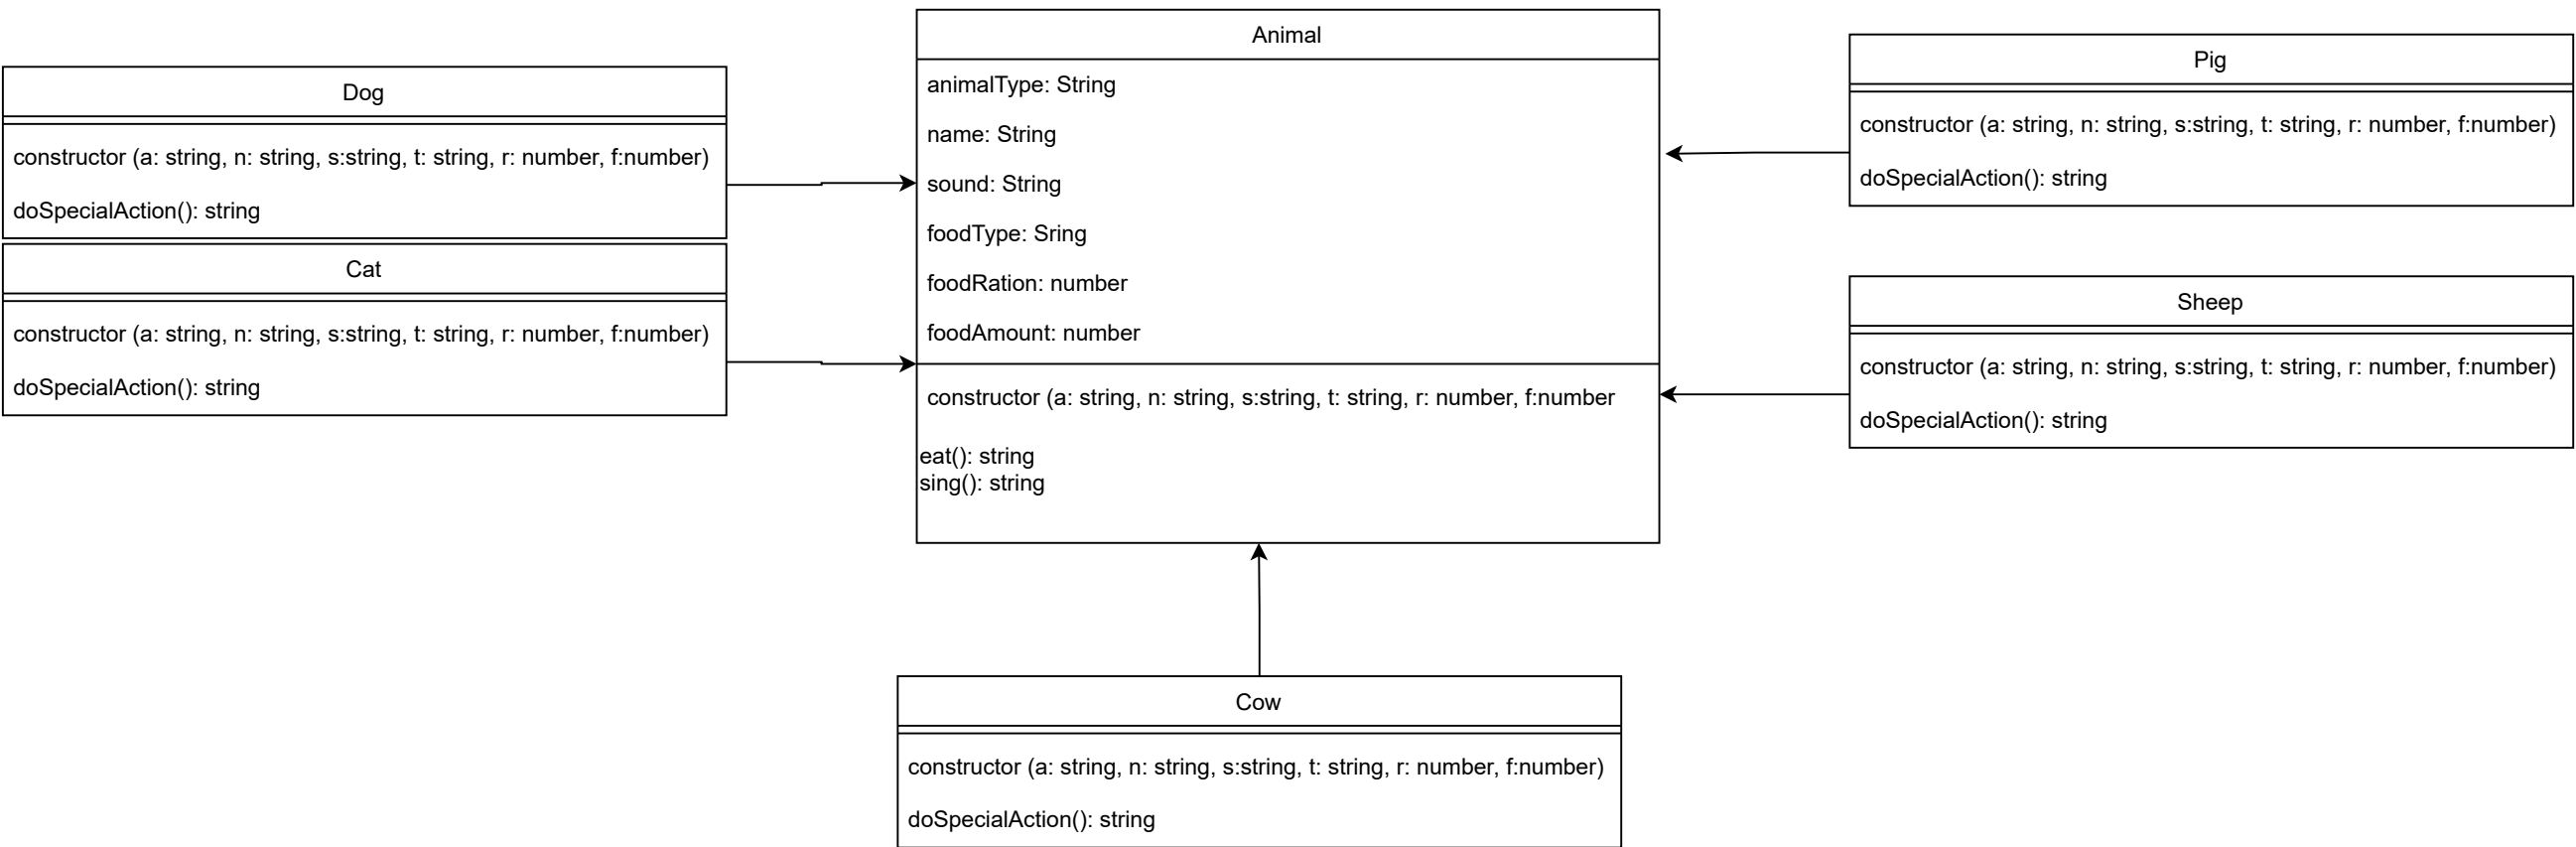 Animal
animalType: String
name: String
sound: String
foodType: Sring
foodRation: number
foodAmount: number
constructor (a: string, n: string, s:string, t: string, r: number, f:number
eat(): string
sing(): string
Dog
constructor (a: string, n: string, s:string, t: string, r: number, f:number)
doSpecialAction(): string
Cat
constructor (a: string, n: string, s:string, t: string, r: number, f:number)
doSpecialAction(): string
Pig
constructor (a: string, n: string, s:string, t: string, r: number, f:number)
doSpecialAction(): string
Sheep
constructor (a: string, n: string, s:string, t: string, r: number, f:number)
doSpecialAction(): string
Cow
constructor (a: string, n: string, s:string, t: string, r: number, f:number)
doSpecialAction(): string